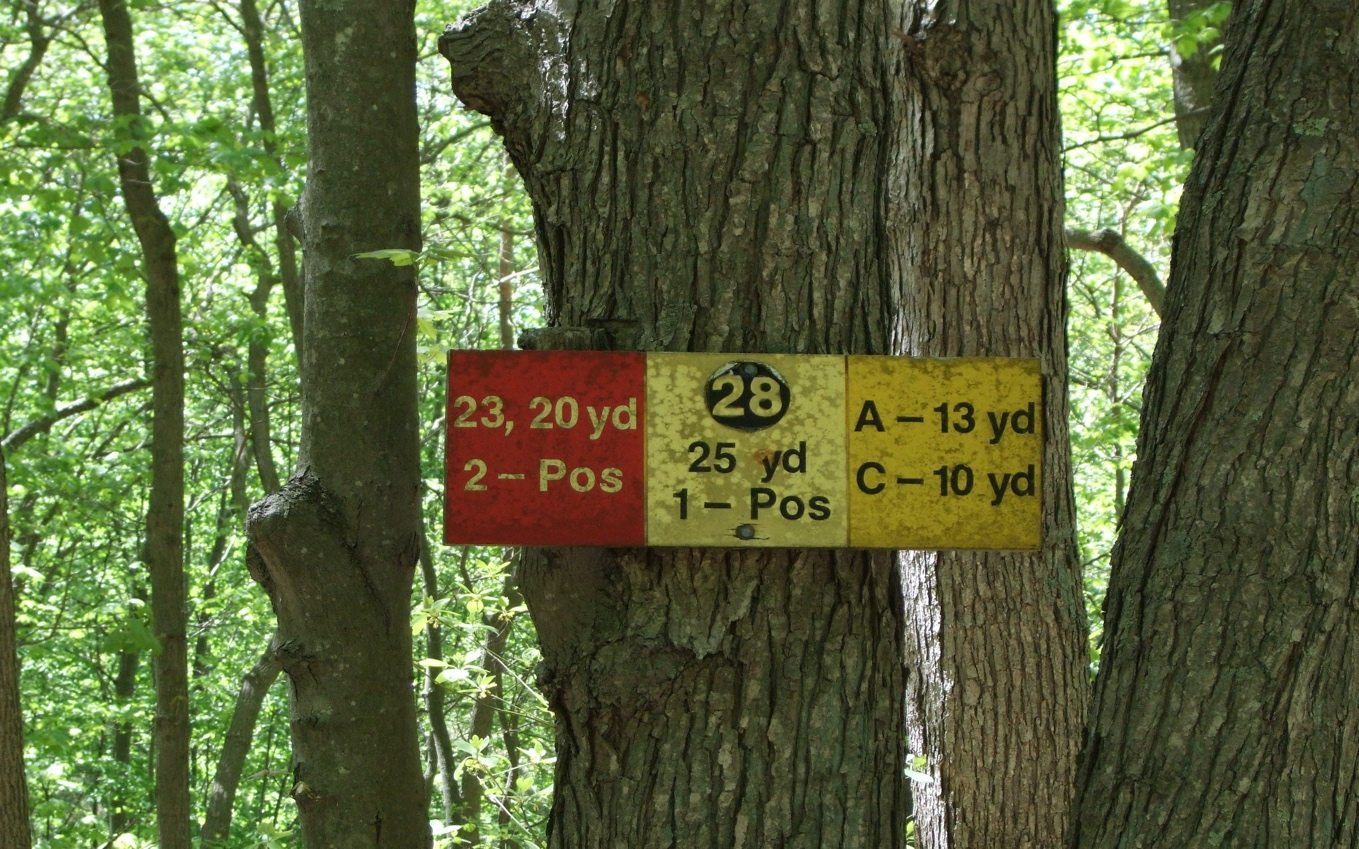 23, 20 yd
2 – Pos
28
25 yd
1 – Pos
A – 13 yd
C – 10 yd